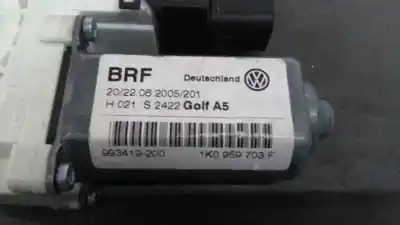 BRF Deutschland
20/22.06.2005/201
H 021 S 2422 Golf A5
993419-200 1K0 959 703 F